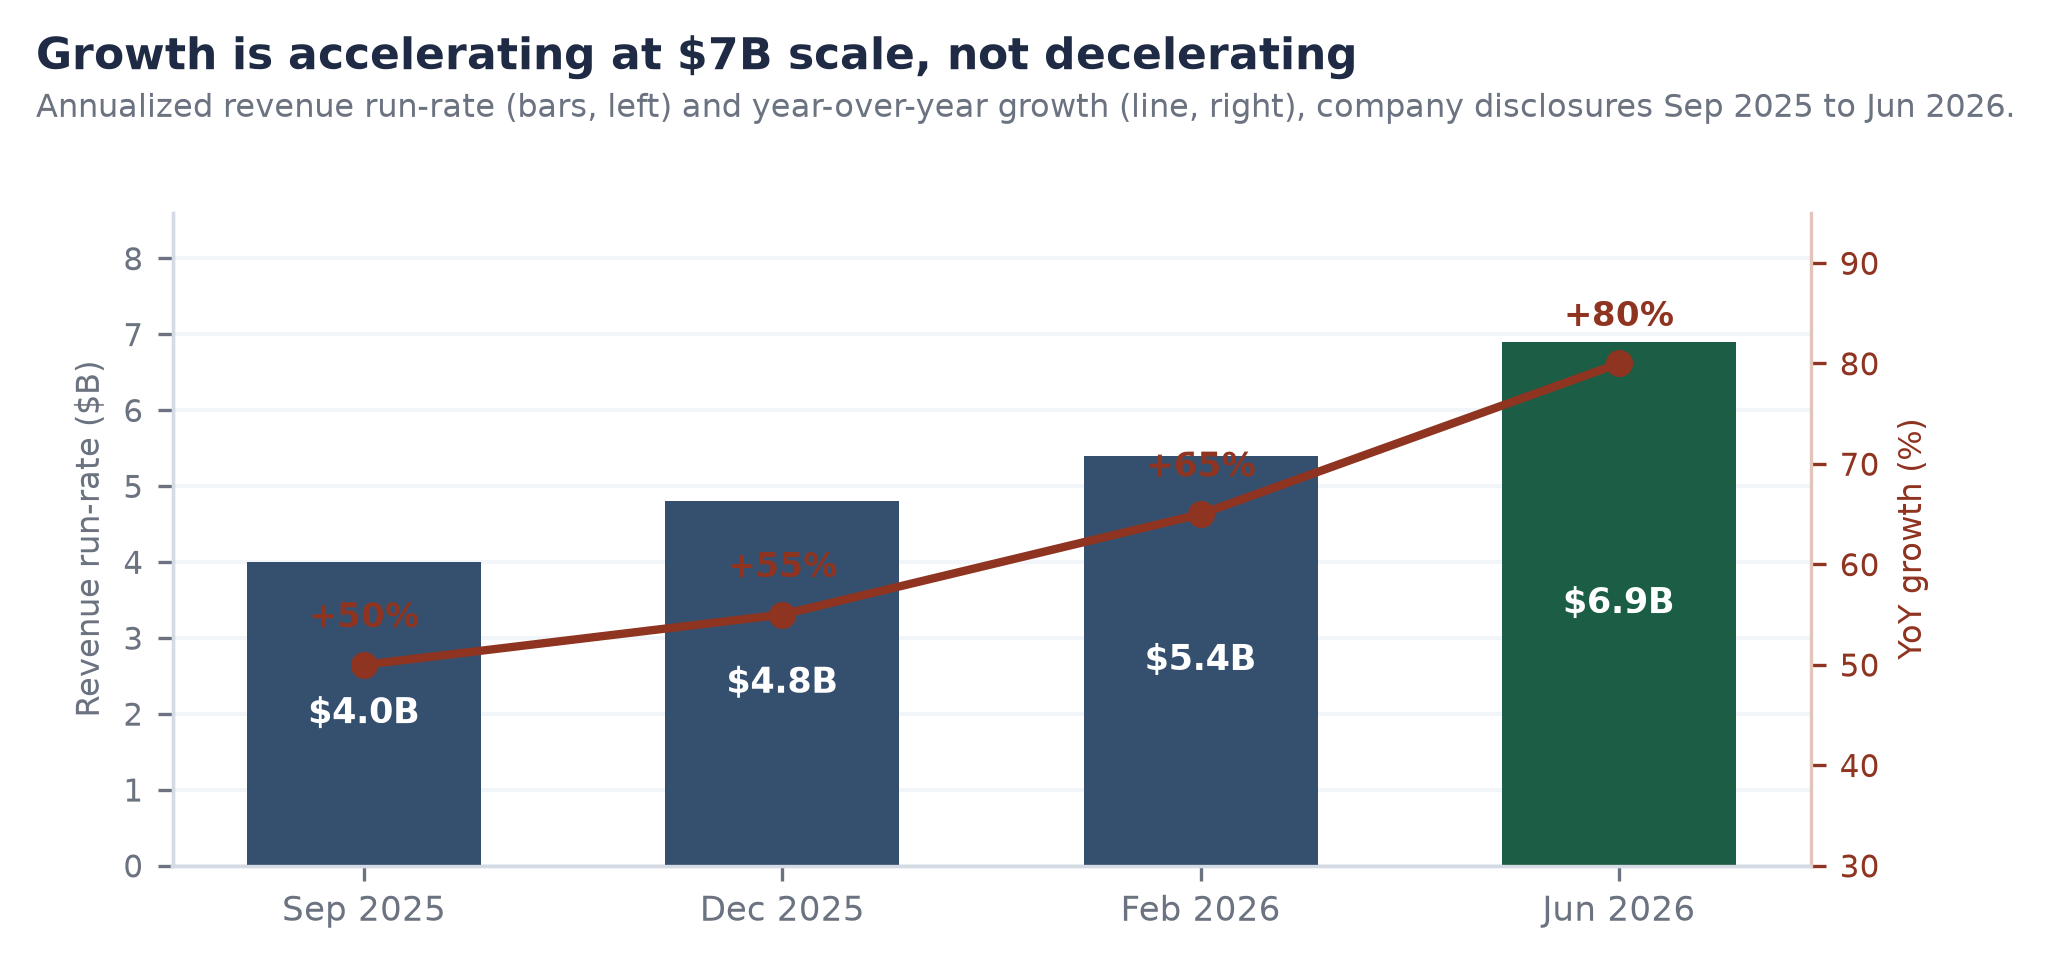 Growth is accelerating at $7B scale, not decelerating
Annualized revenue run-rate (bars, left) and year-over-year growth (line, right), company disclosures Sep 2025 to Jun 2026.
Revenue run-rate ($B)
8
7
6
5
4
3
2
1
0
+50%
$4.0B
+55%
$4.8B
+65%
$5.4B
+80%
$6.9B
90
80
70
60
50
40
30
YoY growth (%)
Sep 2025
Dec 2025
Feb 2026
Jun 2026